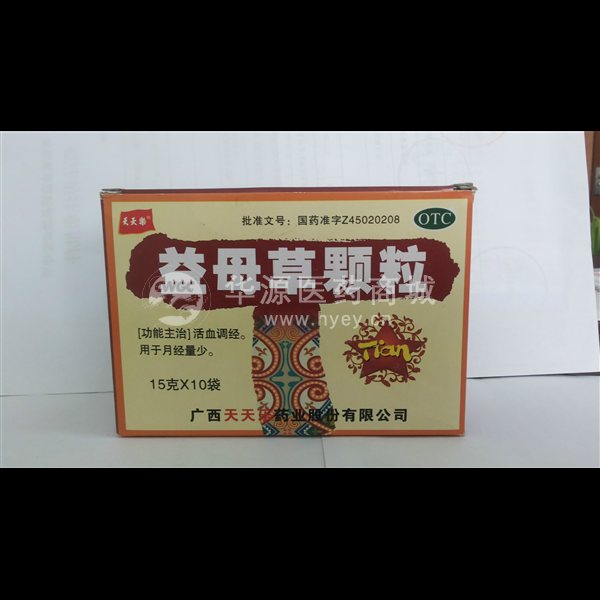 天天乐®
批准文号：国药准字Z45020208
OTC
益母草颗粒
华源医药商城
www.hyey.cn
[功能主治] 活血调经。
用于月经量少。
Tian
15克X10袋
广西天天乐药业股份有限公司